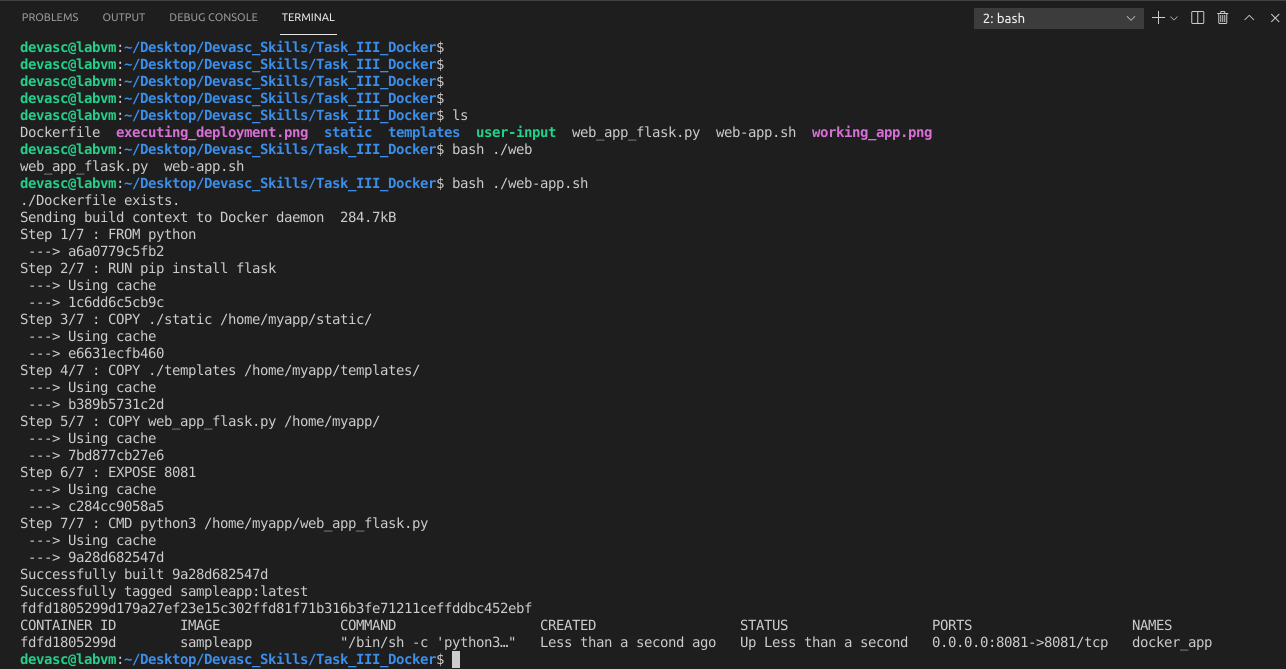 PROBLEMS OUTPUT DEBUG CONSOLE TERMINAL 2: bash
devasc@labvm:~/Desktop/Devasc_Skills/Task_III_Docker$
devasc@labvm:~/Desktop/Devasc_Skills/Task_III_Docker$
devasc@labvm:~/Desktop/Devasc_Skills/Task_III_Docker$
devasc@labvm:~/Desktop/Devasc_Skills/Task_III_Docker$
devasc@labvm:~/Desktop/Devasc_Skills/Task_III_Docker$ ls
Dockerfile  executing_deployment.png  static  templates  user-input  web_app_flask.py  web-app.sh  working_app.png
devasc@labvm:~/Desktop/Devasc_Skills/Task_III_Docker$ bash ./web
web_app_flask.py  web-app.sh
devasc@labvm:~/Desktop/Devasc_Skills/Task_III_Docker$ bash ./web-app.sh
./Dockerfile exists.
Sending build context to Docker daemon  284.7kB
Step 1/7 : FROM python
 ---> a6a0779c5fb2
Step 2/7 : RUN pip install flask
 ---> Using cache
 ---> 1c6dd6c5cb9c
Step 3/7 : COPY ./static /home/myapp/static/
 ---> Using cache
 ---> e6631ecfb460
Step 4/7 : COPY ./templates /home/myapp/templates/
 ---> Using cache
 ---> b389b5731c2d
Step 5/7 : COPY web_app_flask.py /home/myapp/
 ---> Using cache
 ---> 7bd877cb27e6
Step 6/7 : EXPOSE 8081
 ---> Using cache
 ---> c284cc9058a5
Step 7/7 : CMD python3 /home/myapp/web_app_flask.py
 ---> Using cache
 ---> 9a28d682547d
Successfully built 9a28d682547d
Successfully tagged sampleapp:latest
fdfd1805299d179a27ef23e15c302ffd81f71b316b3fe71211ceffddbc452ebf
CONTAINER ID        IMAGE               COMMAND                  CREATED                  STATUS                  PORTS                    NAMES
fdfd1805299d        sampleapp           "/bin/sh -c 'python3…"   Less than a second ago   Up Less than a second   0.0.0.0:8081->8081/tcp   docker_app
devasc@labvm:~/Desktop/Devasc_Skills/Task_III_Docker$